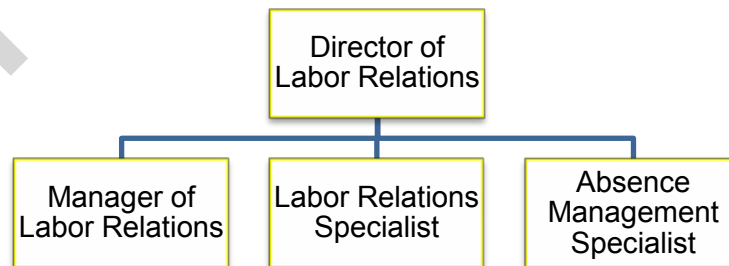 Director of
Labor Relations
Manager of
Labor Relations
Labor Relations
Specialist
Absence
Management
Specialist